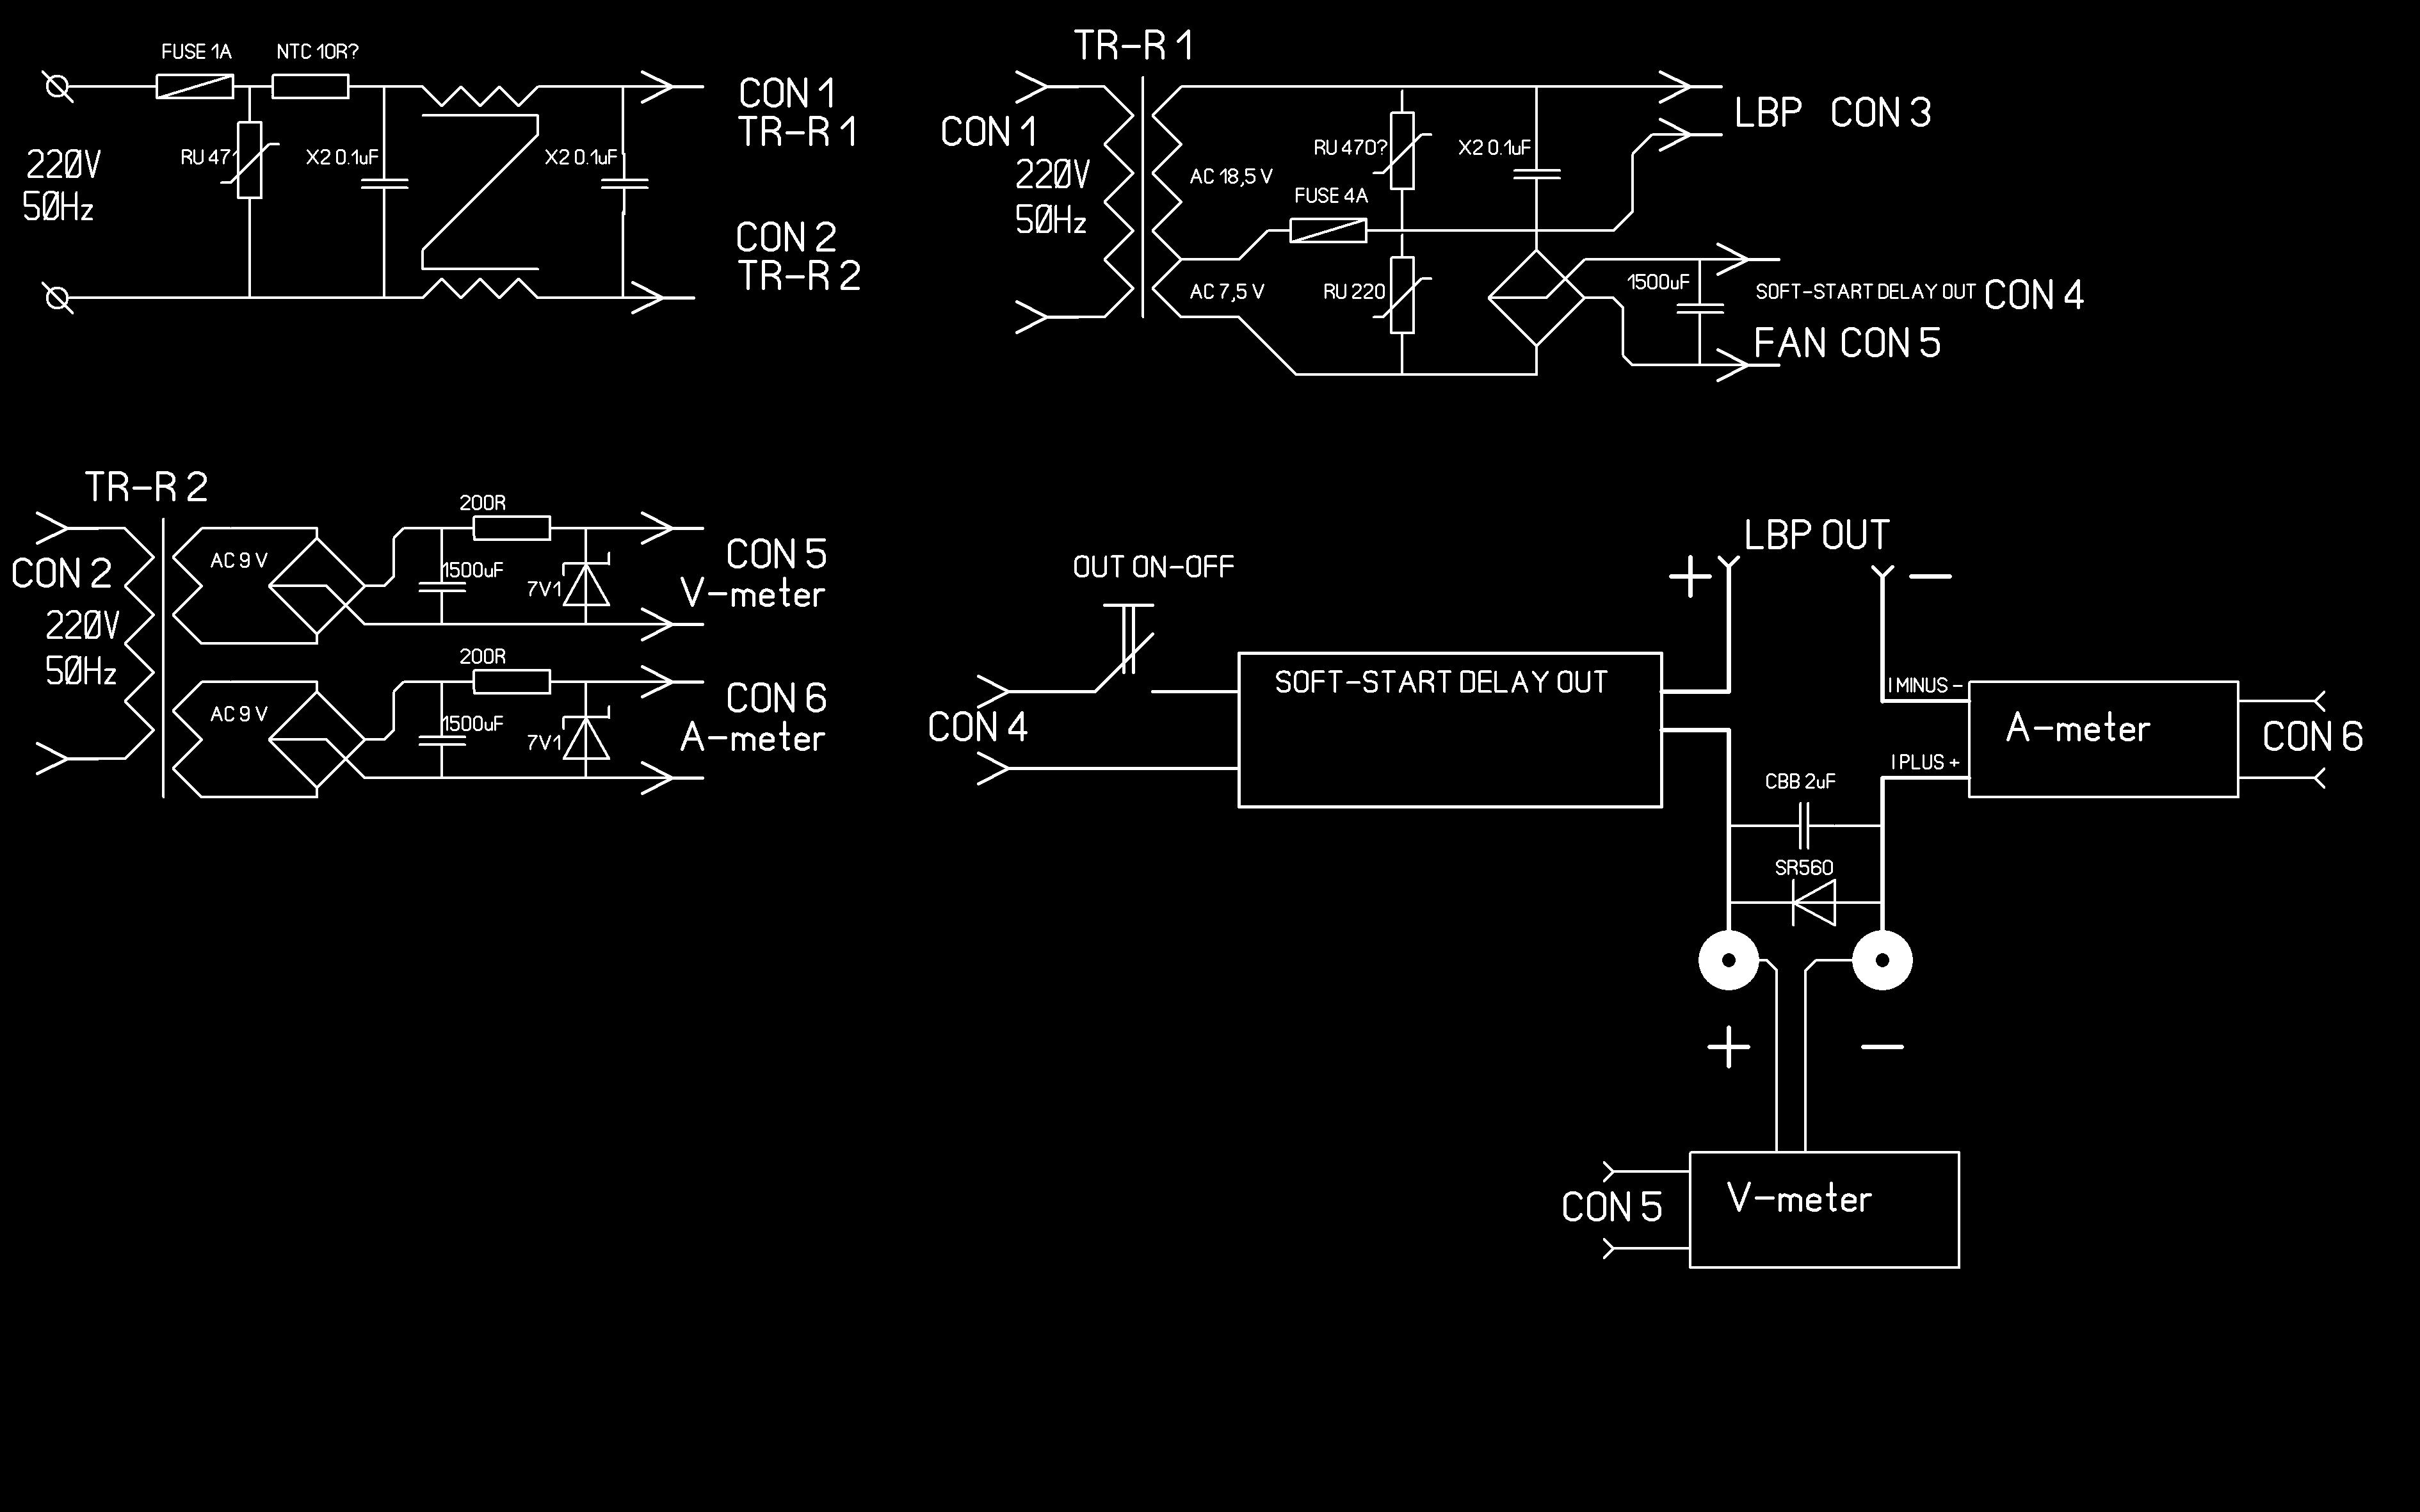 FUSE 1A
NTC 10R?
220V
50Hz
RU 471
X2 0.1uF
X2 0.1uF
CON 1
TR-R 1
CON 2
TR-R 2
TR-R 1
CON 1
220V
50Hz
AC 18,5 V
AC 7,5 V
FUSE 4A
RU 470?
X2 0.1uF
RU 220
1500uF
LBP CON 3
SOFT-START DELAY OUT CON 4
FAN CON 5
TR-R 2
CON 2
220V
50Hz
AC 9 V
200R
1500uF
7V1
CON 5
V-meter
AC 9 V
200R
1500uF
7V1
CON 6
A-meter
OUT ON-OFF
CON 4
SOFT-START DELAY OUT
LBP OUT
+
-
I MINUS -
I PLUS +
A-meter
CON 6
CBB 2uF
SR560
+
-
CON 5
V-meter